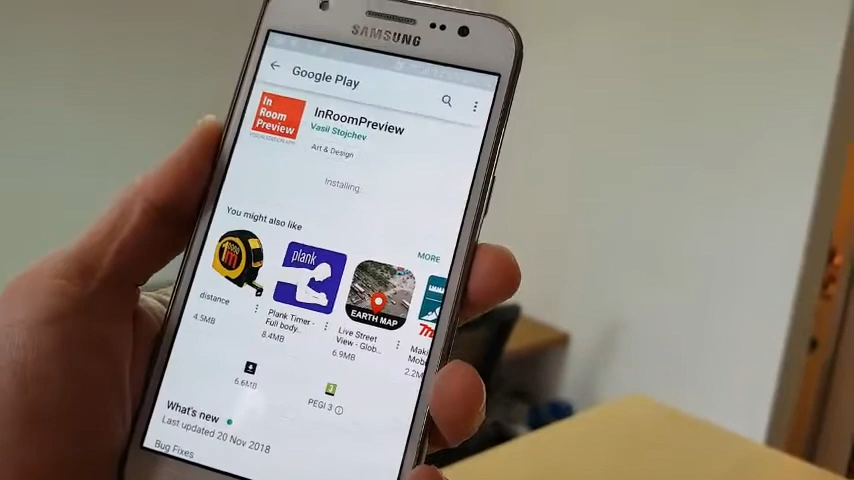 SAMSUNG
Google Play
In
Room
Preview
InRoomPreview
Vasil Stojchev
Art & Design
Installing...
You might also like
MORE
plank
EARTH MAP
distance
4.5MB
Plank Timer -
Full body...
8.4MB
Live Street
View - Glob...
6.9MB
Mobi
2.2M
6.6MB
PEGI 3
What's new
Last updated 20 Nov 2018
Bug Fixes